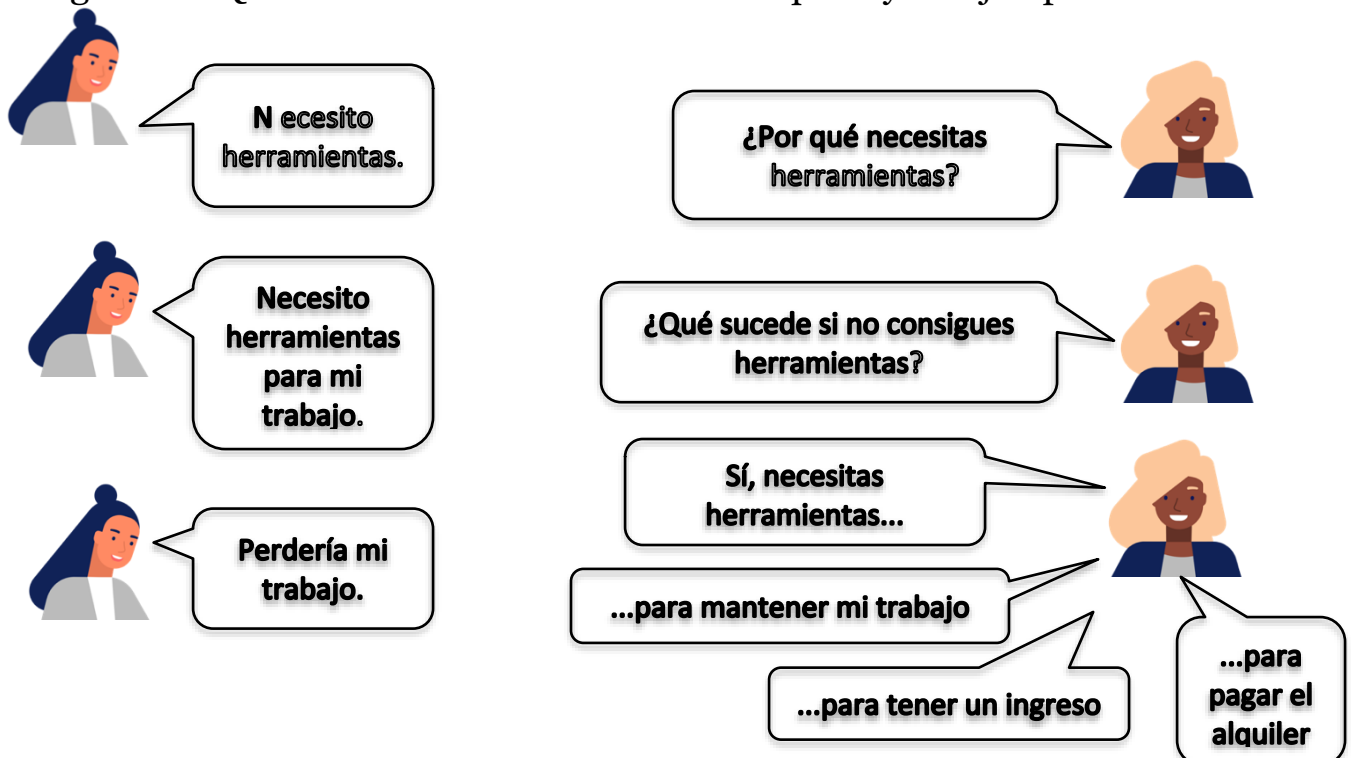 N ecesito
herramientas.
¿Por qué necesitas
herramientas?
Necesito
herramientas
para mi
trabajo.
¿Qué sucede si no consigues
herramientas?
Perdería mi
trabajo.
Sí, necesitas
herramientas...
...para mantener mi trabajo
...para tener un ingreso
...para
pagar el
alquiler